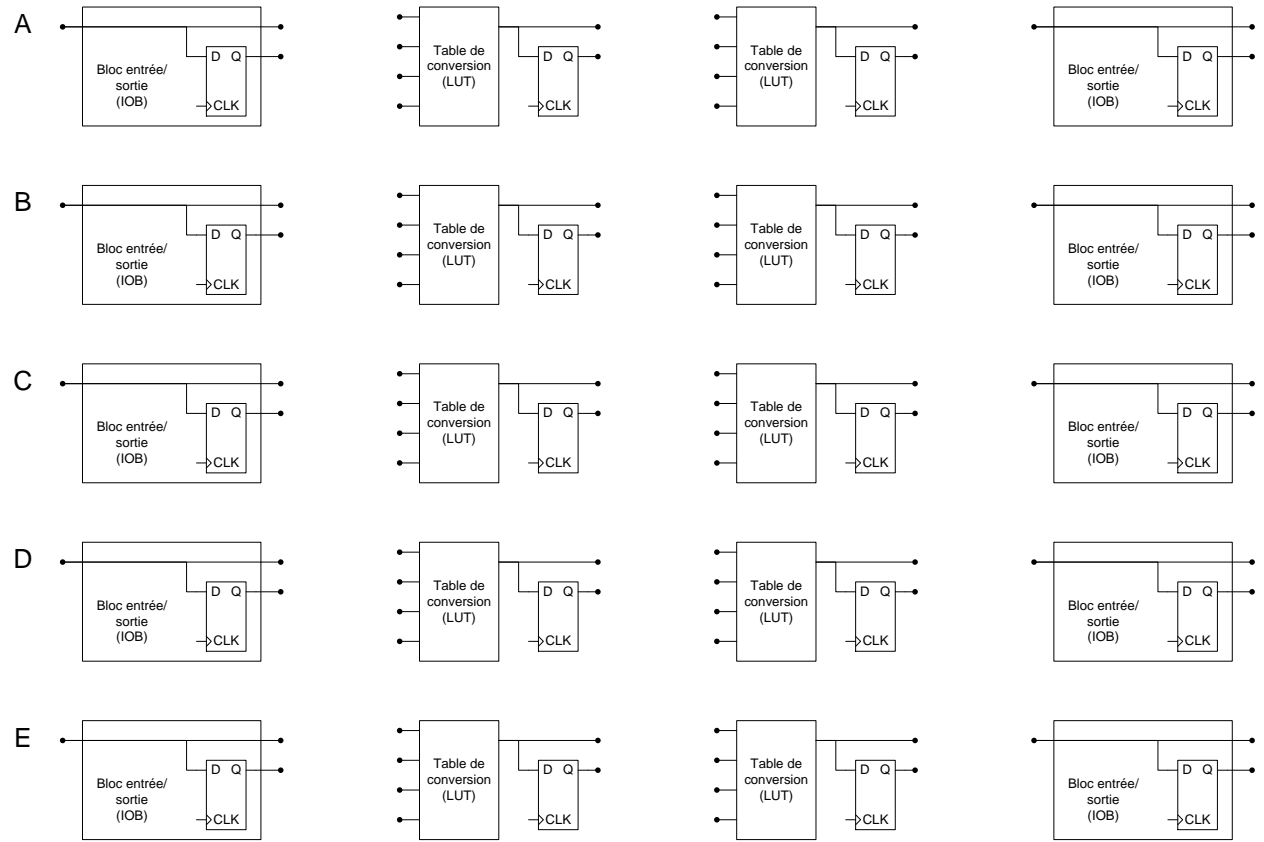 A
Bloc entrée/
sortie
(IOB)
D Q
CLK
Table de
conversion
(LUT)
D Q
CLK
Table de
conversion
(LUT)
D Q
CLK
Bloc entrée/
sortie
(IOB)
D Q
CLK
B
Bloc entrée/
sortie
(IOB)
D Q
CLK
Table de
conversion
(LUT)
D Q
CLK
Table de
conversion
(LUT)
D Q
CLK
Bloc entrée/
sortie
(IOB)
D Q
CLK
C
Bloc entrée/
sortie
(IOB)
D Q
CLK
Table de
conversion
(LUT)
D Q
CLK
Table de
conversion
(LUT)
D Q
CLK
Bloc entrée/
sortie
(IOB)
D Q
CLK
D
Bloc entrée/
sortie
(IOB)
D Q
CLK
Table de
conversion
(LUT)
D Q
CLK
Table de
conversion
(LUT)
D Q
CLK
Bloc entrée/
sortie
(IOB)
D Q
CLK
E
Bloc entrée/
sortie
(IOB)
D Q
CLK
Table de
conversion
(LUT)
D Q
CLK
Table de
conversion
(LUT)
D Q
CLK
Bloc entrée/
sortie
(IOB)
D Q
CLK